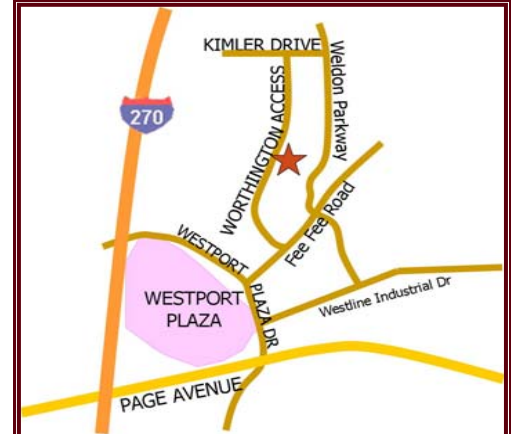 KIMLER DRIVE
Weldon Parkway
270
WORTHINGTON ACCESS
Fee Fee Road
WESTPORT PLAZA DR
WESTPORT
PLAZA
Westline Industrial Dr
PAGE AVENUE